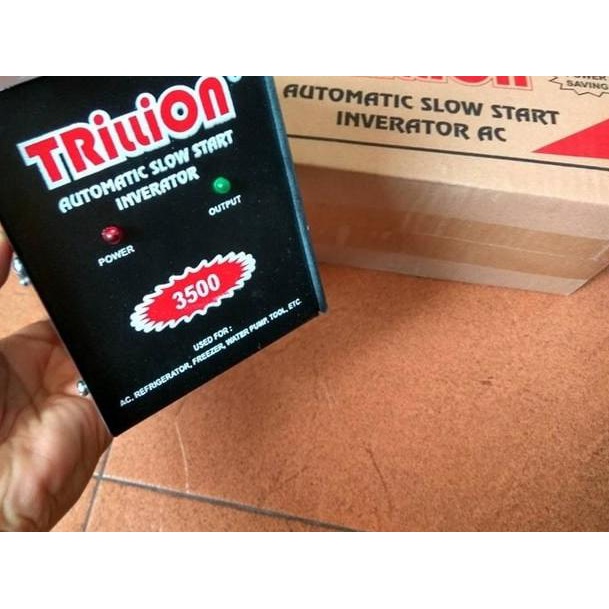 TRilliON
AUTOMATIC SLOW START
INVERATOR
POWER
OUTPUT
3500
USED FOR :
A.C. REFRIGERATOR, FREEZER, WATER PUMP, TOOL, ETC
POWER
SAVING
AUTOMATIC SLOW START
INVERATOR AC